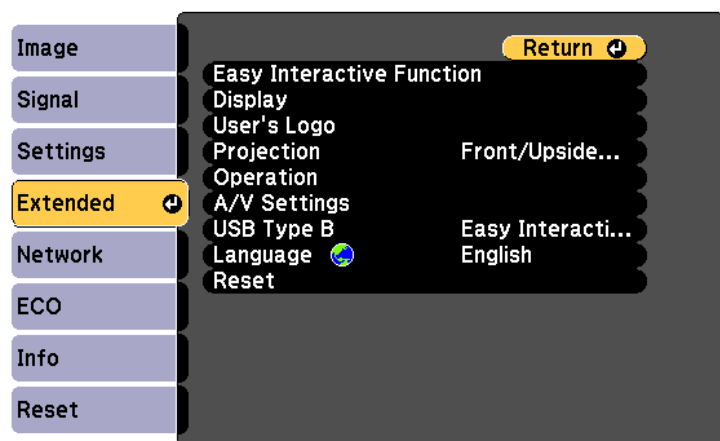 Image
Signal
Settings
Extended
Network
ECO
Info
Reset
Return
Easy Interactive Function
Display
User's Logo
Projection Front/Upside...
Operation
A/V Settings
USB Type B Easy Interacti...
Language English
Reset